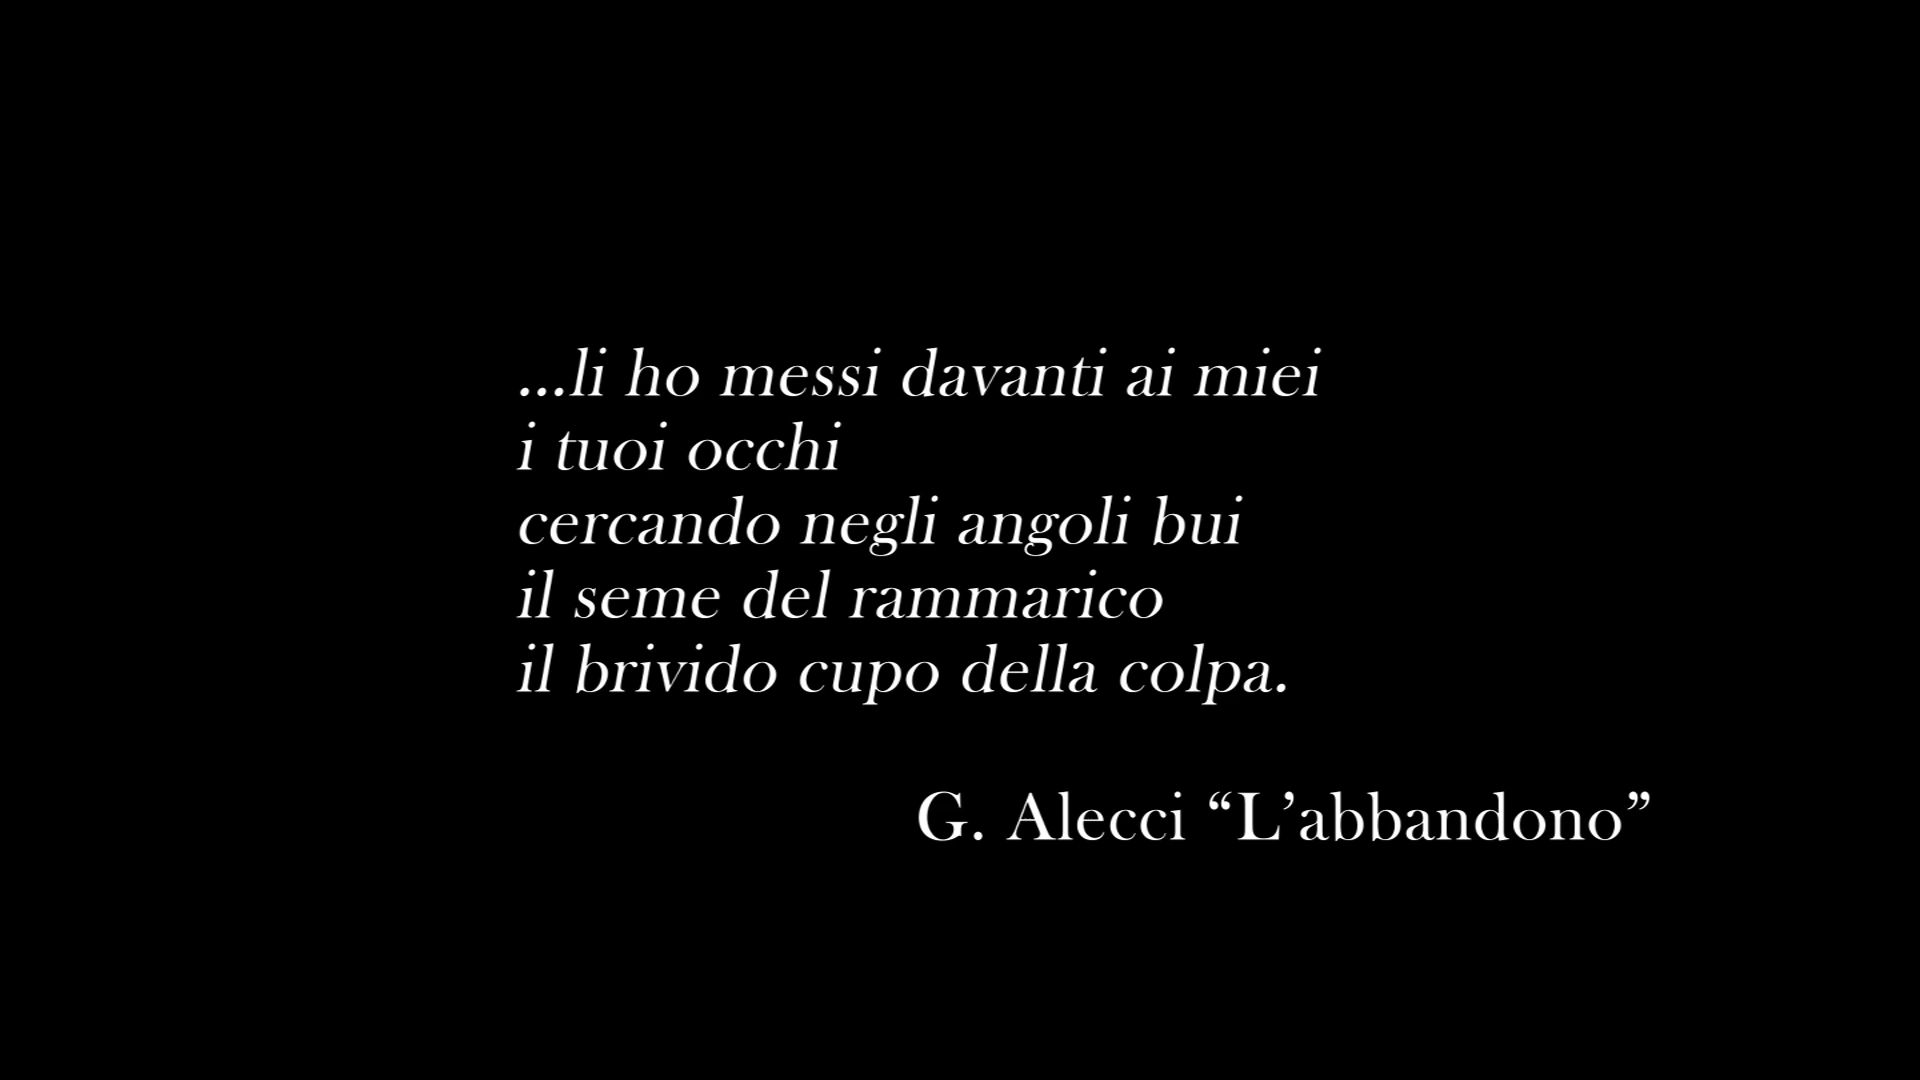 ...li ho messi davanti ai miei
i tuoi occhi
cercando negli angoli bui
il seme del rammarico
il brivido cupo della colpa.
G. Alecci “L’abbandono”